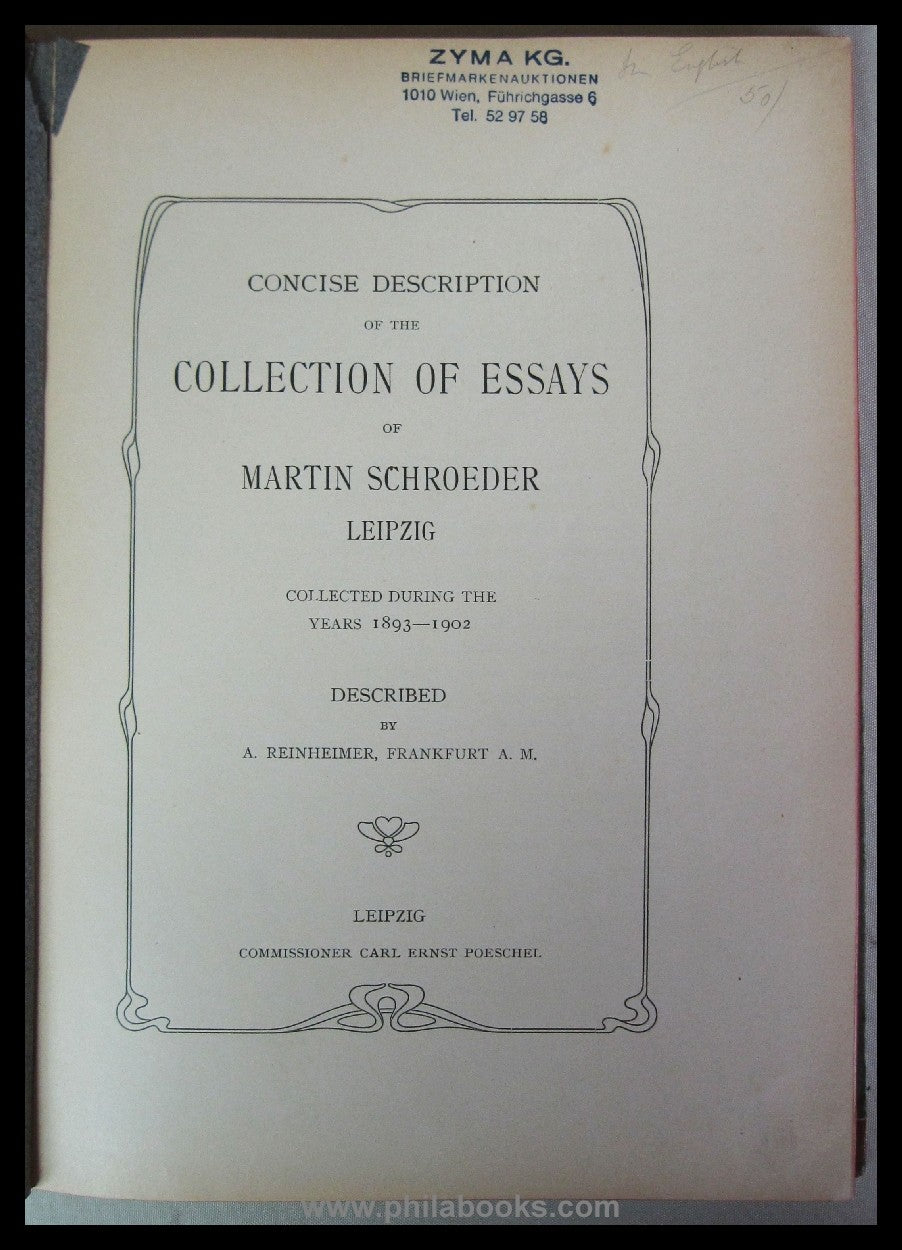 ZYMA KG.
BRIEFMARKENAUKTIONEN
1010 Wien, Führichgasse 6
Tel. 52 97 58
English
50/
CONCISE DESCRIPTION
OF THE
COLLECTION OF ESSAYS
OF
MARTIN SCHROEDER
LEIPZIG
COLLECTED DURING THE
YEARS 1893—1902
DESCRIBED
BY
A. REINHEIMER, FRANKFURT A. M.
LEIPZIG
COMMISSIONER CARL ERNST POESCHEL
www.philabooks.com